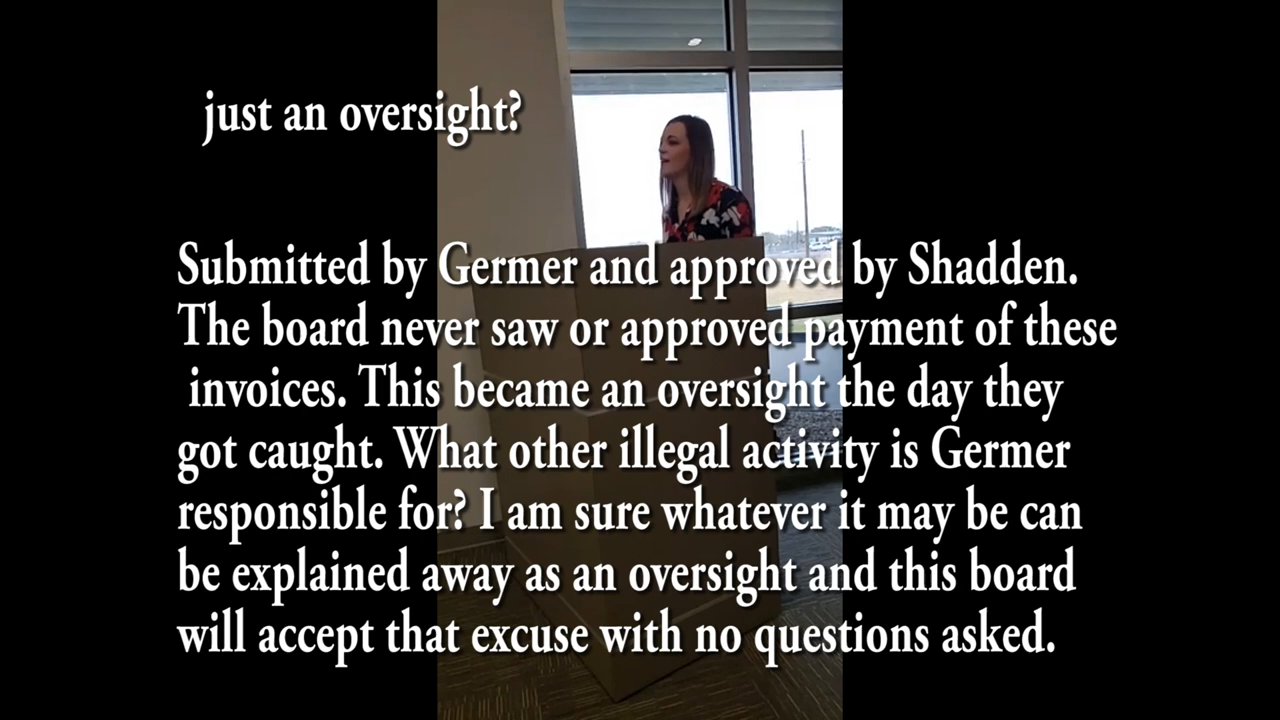 just an oversight?
Submitted by Germer and approved by Shadden.
The board never saw or approved payment of these
invoices. This became an oversight the day they
got caught. What other illegal activity is Germer
responsible for? I am sure whatever it may be can
be explained away as an oversight and this board
will accept that excuse with no questions asked.